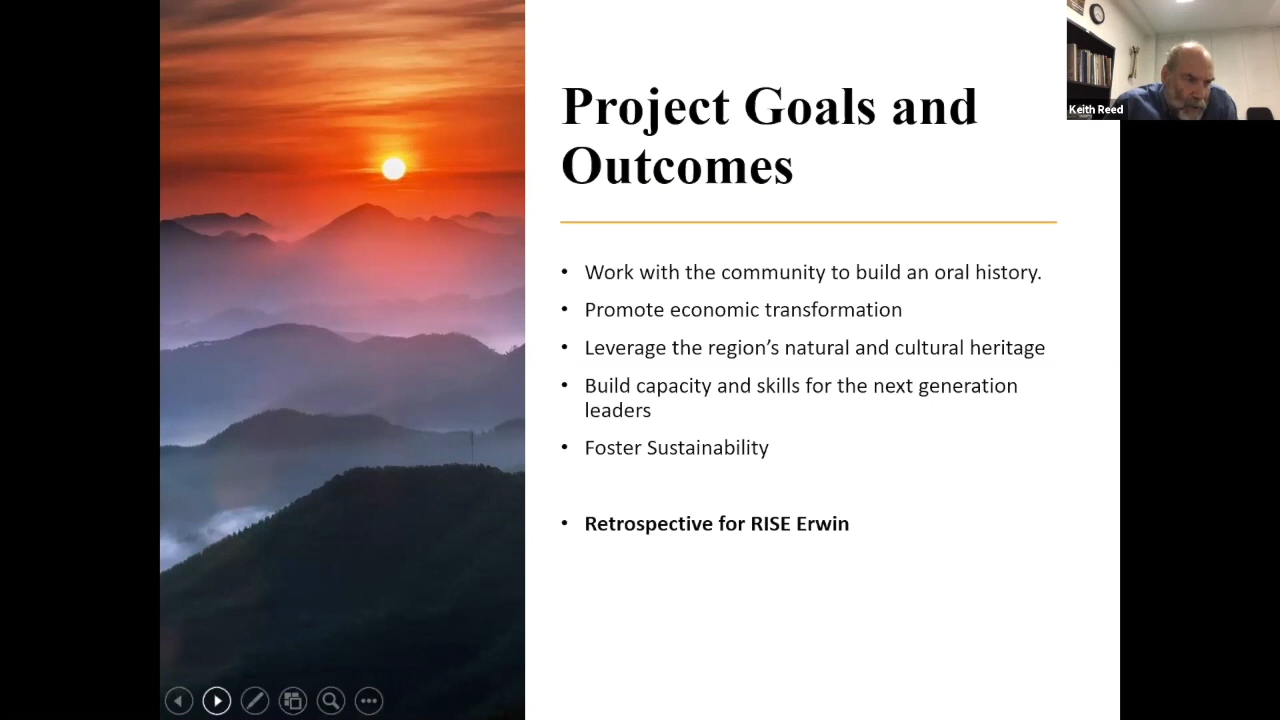 Project Goals and
Outcomes
• Work with the community to build an oral history.
• Promote economic transformation
• Leverage the region’s natural and cultural heritage
• Build capacity and skills for the next generation
leaders
• Foster Sustainability
• Retrospective for RISE Erwin
Keith Reed